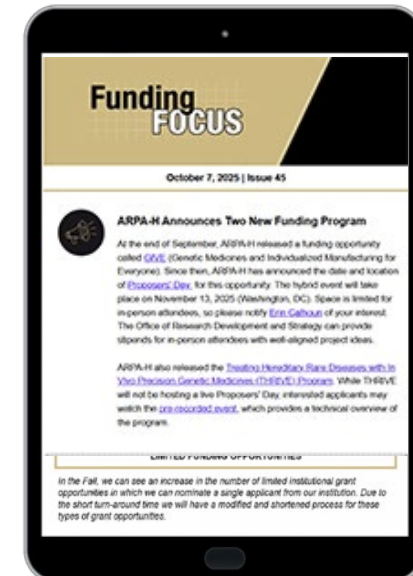 Funding
FOCUS
October 7, 2025 | Issue 45
ARPA-H Announces Two New Funding Program
At the end of September, ARPA-H released a funding opportunity
called GIVE (Genetic Medicines and Individualized Manufacturing for
Everyone). Since then, ARPA-H has announced the date and location
of Proposers' Day for this opportunity. The hybrid event will take
place on November 13, 2025 (Washington, DC). Space is limited for
in-person attendees, so please notify Erin Calhoun of your interest.
The Office of Research Development and Strategy can provide
stipends for in-person attendees with well-aligned project ideas.
ARPA-H also released the Treating Hereditary Rare Diseases with In
Vivo Precision Genetic Medicines (THRIVE) Program. While THRIVE
will not be hosting a live Proposers' Day, interested applicants may
watch the pre-recorded event, which provides a technical overview of
the program.
LIMITED FUNDING OPPORTUNITIES
In the Fall, we can see an increase in the number of limited institutional grant
opportunities in which we can nominate a single applicant from our institution. Due to
the short turn-around time we will have a modified and shortened process for these
types of grant opportunities.